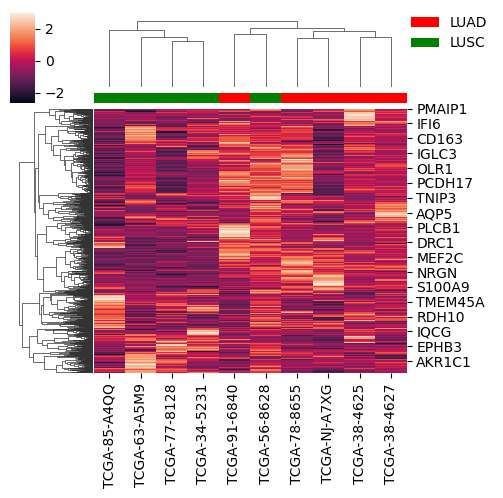 2
0
−2
LUAD
LUSC
PMAIP1
IFI6
CD163
IGLC3
OLR1
PCDH17
TNIP3
AQP5
PLCB1
DRC1
MEF2C
NRGN
S100A9
TMEM45A
RDH10
IQCG
EPHB3
AKR1C1
TCGA-85-A4QQ
TCGA-63-A5M9
TCGA-77-8128
TCGA-34-5231
TCGA-91-6840
TCGA-56-8628
TCGA-78-8655
TCGA-NJ-A7XG
TCGA-38-4625
TCGA-38-4627